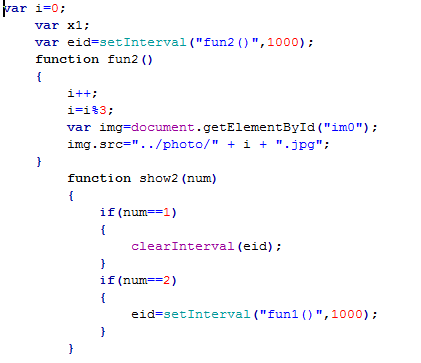 var i=0;
var x1;
var eid=setInterval("fun2()",1000);
function fun2()
{
i++;
i=i%3;
var img=document.getElementById("im0");
img.src="../photo/" + i + ".jpg";
}
function show2(num)
{
if(num==1)
{
clearInterval(eid);
}
if(num==2)
{
eid=setInterval("fun1()",1000);
}
}